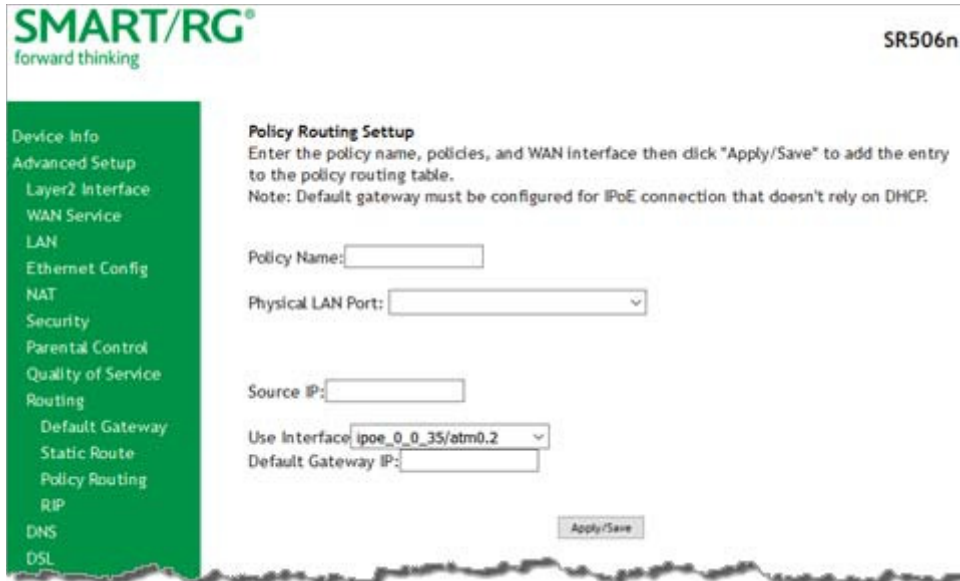 SMART/RG®
forward thinking
SR506n
Device Info
Advanced Setup
Layer2 Interface
WAN Service
LAN
Ethernet Config
NAT
Security
Parental Control
Quality of Service
Routing
Default Gateway
Static Route
Policy Routing
RIP
DNS
DSL
Policy Routing Settup
Enter the policy name, policies, and WAN interface then click "Apply/Save" to add the entry
to the policy routing table.
Note: Default gateway must be configured for IPoE connection that doesn't rely on DHCP.
Policy Name:
Physical LAN Port:
Source IP:
Use Interface ipoe_0_0_35/atm0.2
Default Gateway IP:
Apply/Save